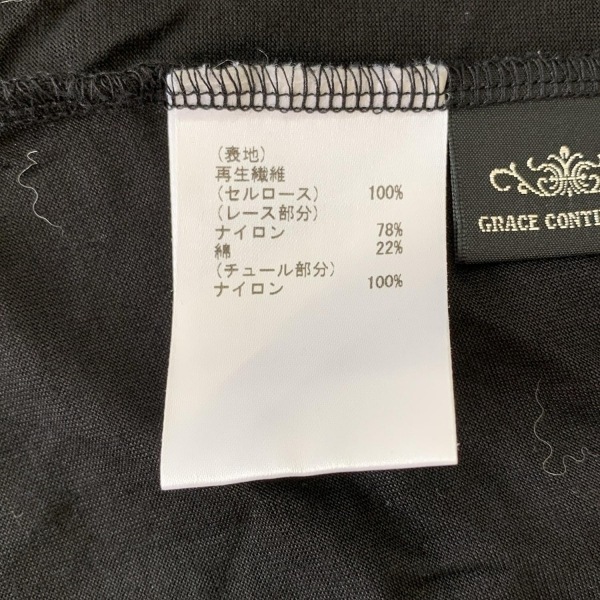 (表地)
再生繊維
(セルロース) 100%
(レース部分)
ナイロン 78%
綿 22%
(チュール部分)
ナイロン 100%
GRACE